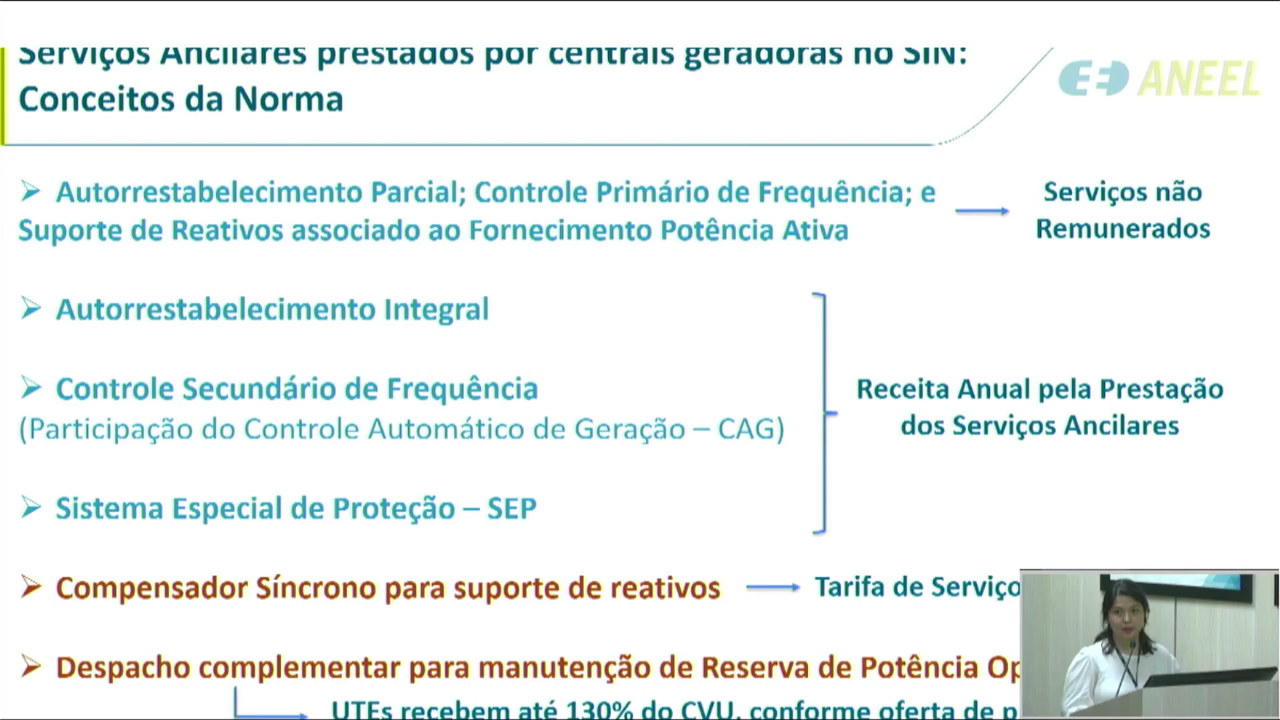 Serviços Ancilares prestados por centrais geradoras no SIN:
Conceitos da Norma
ANEEL
Autorrestabelecimento Parcial; Controle Primário de Frequência; e
Suporte de Reativos associado ao Fornecimento Potência Ativa
Serviços não
Remunerados
Autorrestabelecimento Integral
Controle Secundário de Frequência
(Participação do Controle Automático de Geração – CAG)
Sistema Especial de Proteção – SEP
Receita Anual pela Prestação
dos Serviços Ancilares
Compensador Síncrono para suporte de reativos
Tarifa de Serviço
Despacho complementar para manutenção de Reserva de Potência Op
UTEs recebem até 130% do CVU, conforme oferta de p